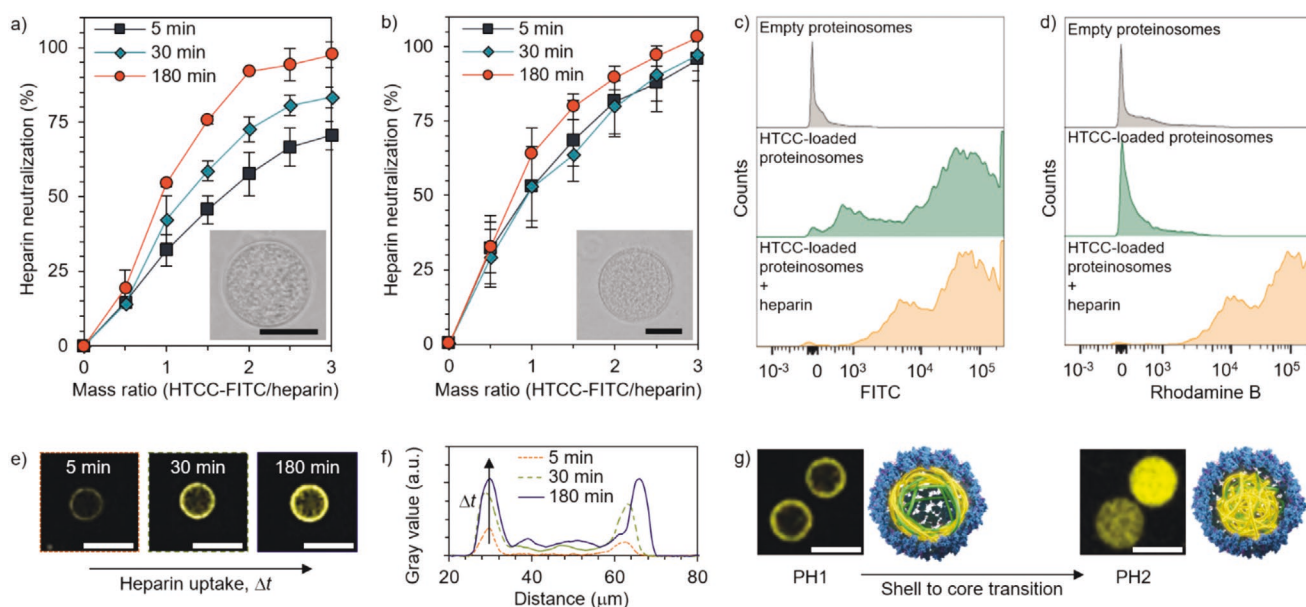 a)
5 min
30 min
180 min
100
75
50
25
0
Heparin neutralization (%)
0
1
2
3
Mass ratio (HTCC-FITC/heparin)
b)
5 min
30 min
180 min
100
75
50
25
0
Heparin neutralization (%)
0
1
2
3
Mass ratio (HTCC-FITC/heparin)
c)
Empty proteinosomes
HTCC-loaded
proteinosomes
HTCC-loaded
proteinosomes
+
heparin
Counts
10⁻³ 0 10³ 10⁴ 10⁵
FITC
d)
Empty proteinosomes
HTCC-loaded proteinosomes
HTCC-loaded
proteinosomes
+
heparin
Counts
10⁻³ 0 10³ 10⁴ 10⁵
Rhodamine B
e)
5 min
30 min
180 min
Heparin uptake, Δt
f)
5 min
30 min
180 min
Δt
Gray value (a.u.)
20 40 60 80
Distance (μm)
g)
PH1
PH2
Shell to core transition